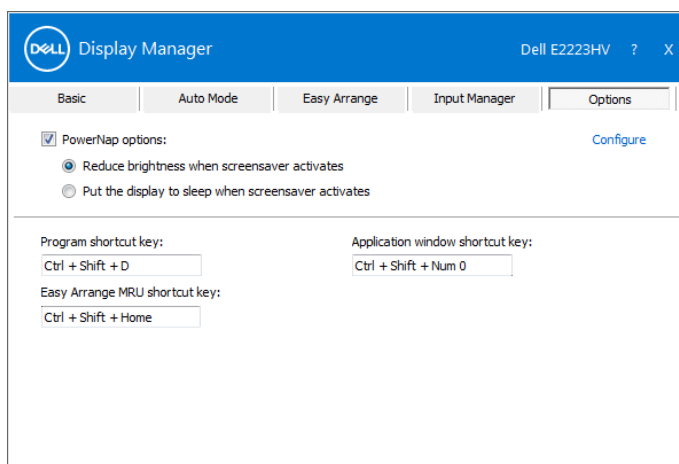 DELL Display Manager Dell E2223HV ? X
Basic Auto Mode Easy Arrange Input Manager Options
PowerNap options: Configure
Reduce brightness when screensaver activates
Put the display to sleep when screensaver activates
Program shortcut key: Application window shortcut key:
Ctrl + Shift + D Ctrl + Shift + Num 0
Easy Arrange MRU shortcut key:
Ctrl + Shift + Home